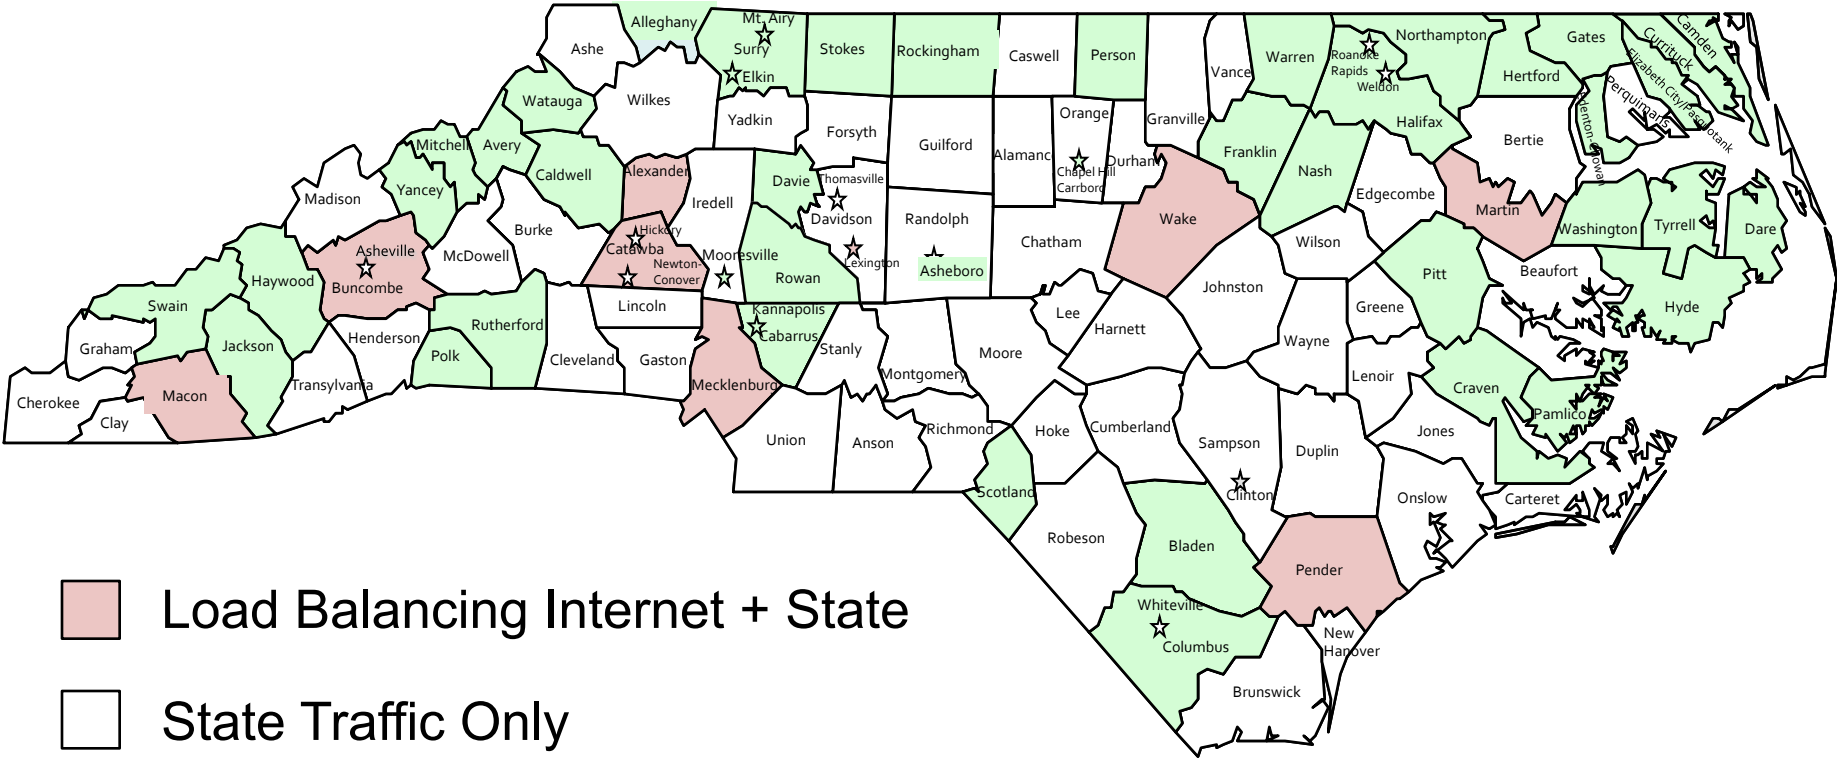 Alleghany
Mt. Airy
Ashe
Surry
Stokes
Rockingham
Caswell
Person
Vance
Warren
Roanoke
Rapids
Weldon
Northampton
Gates
Hertford
Currituck
Camden
Elizabeth City/Pasquotank
Perquimans
Edenton-Chowan
Elkin
Watauga
Wilkes
Yadkin
Forsyth
Guilford
Alamanc
Orange
Durham
Granville
Franklin
Nash
Halifax
Bertie
Mitchell
Avery
Caldwell
Alexander
Iredell
Davie
Thomasville
Chapel Hill
Carrboro
Yancey
Madison
Burke
Hickory
Catawba
Newton-
Conover
Mooresville
Davidson
Lexington
Rowan
Randolph
Asheboro
Chatham
Wake
Edgecombe
Martin
Washington
Tyrrell
Dare
Wilson
Pitt
Beaufort
Hyde
Asheville
Buncombe
McDowell
Haywood
Swain
Graham
Jackson
Henderson
Rutherford
Polk
Cleveland
Lincoln
Gaston
Kannapolis
Cabarrus
Stanly
Mecklenburg
Montgomery
Moore
Lee
Harnett
Johnston
Wayne
Greene
Lenoir
Craven
Pamlico
Jones
Cherokee
Clay
Macon
Transylvania
Union
Anson
Richmond
Scotland
Hoke
Cumberland
Sampson
Clinton
Duplin
Onslow
Carteret
Robeson
Bladen
Pender
Whiteville
Columbus
New
Hanover
Brunswick
Load Balancing Internet + State
State Traffic Only